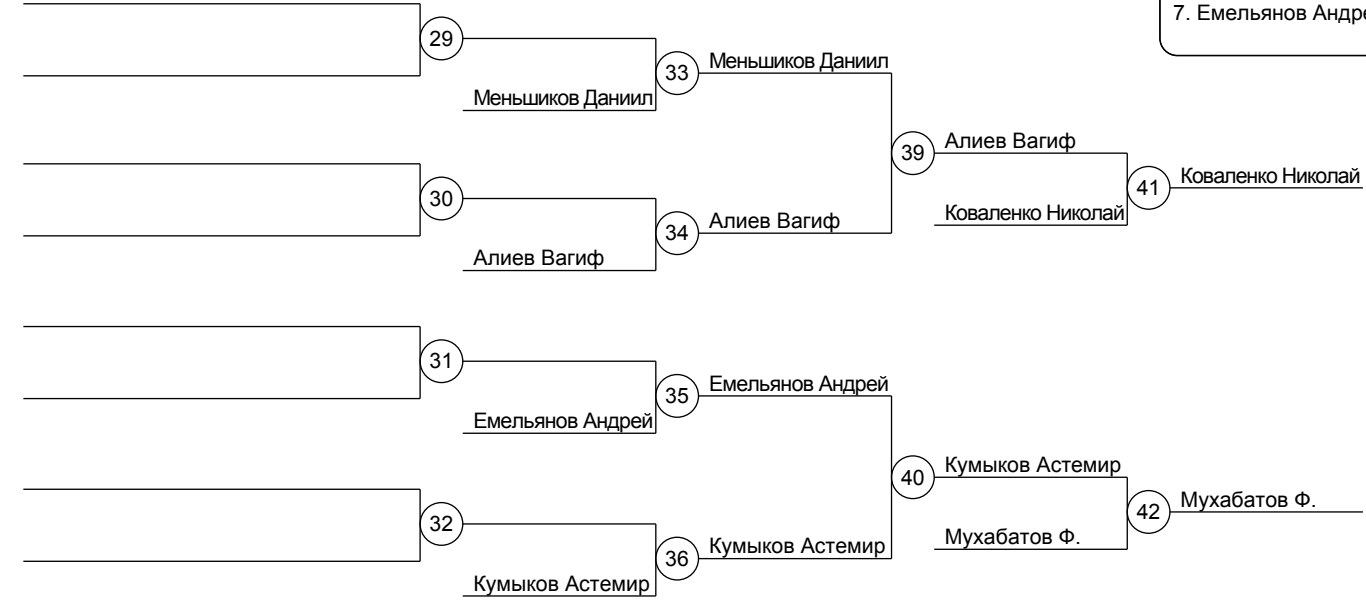 7. Емельянов Андре
29
Меньшиков Даниил
33
Меньшиков Даниил
39
Алиев Вагиф
41
Коваленко Николай
30
Коваленко Николай
34
Алиев Вагиф
Алиев Вагиф
31
Емельянов Андрей
35
Емельянов Андрей
40
Кумыков Астемир
42
Мухабатов Ф.
32
Мухабатов Ф.
36
Кумыков Астемир
Кумыков Астемир